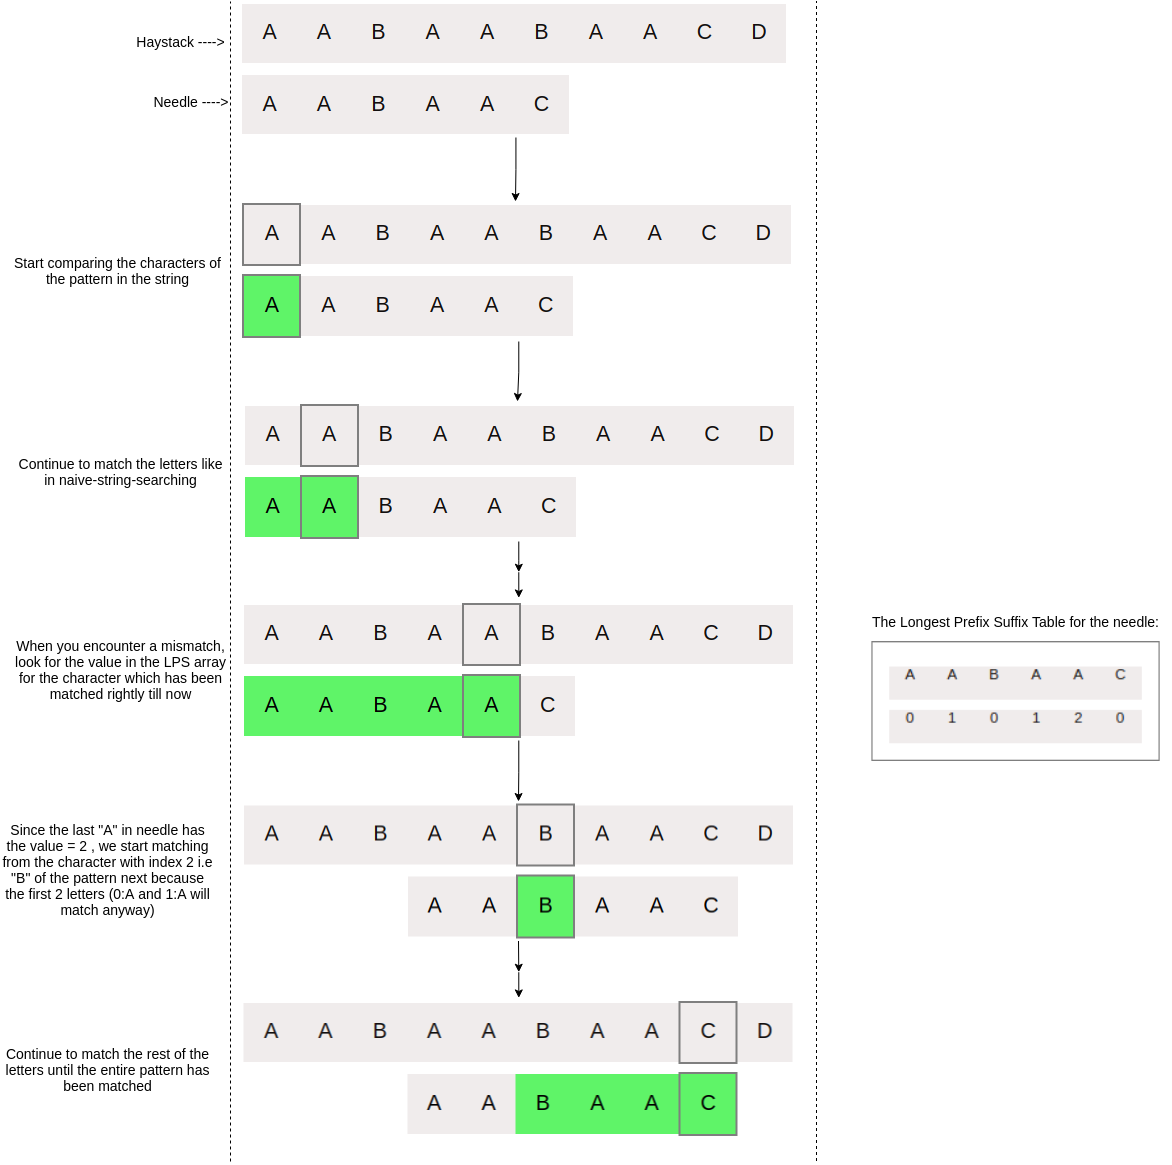 Haystack ---->
A A B A A B A A C D
Needle ---->
A A B A A C
Start comparing the characters of
the pattern in the string
A A B A A B A A C D
A A B A A C
Continue to match the letters like
in naive-string-searching
A A B A A B A A C D
A A B A A C
When you encounter a mismatch,
look for the value in the LPS array
for the character which has been
matched rightly till now
A A B A A B A A C D
A A B A A C
The Longest Prefix Suffix Table for the needle:
A A B A A C
0 1 0 1 2 0
Since the last "A" in needle has
the value = 2 , we start matching
from the character with index 2 i.e
"B" of the pattern next because
the first 2 letters (0:A and 1:A will
match anyway)
A A B A A B A A C D
A A B A A C
Continue to match the rest of the
letters until the entire pattern has
been matched
A A B A A B A A C D
A A B A A C